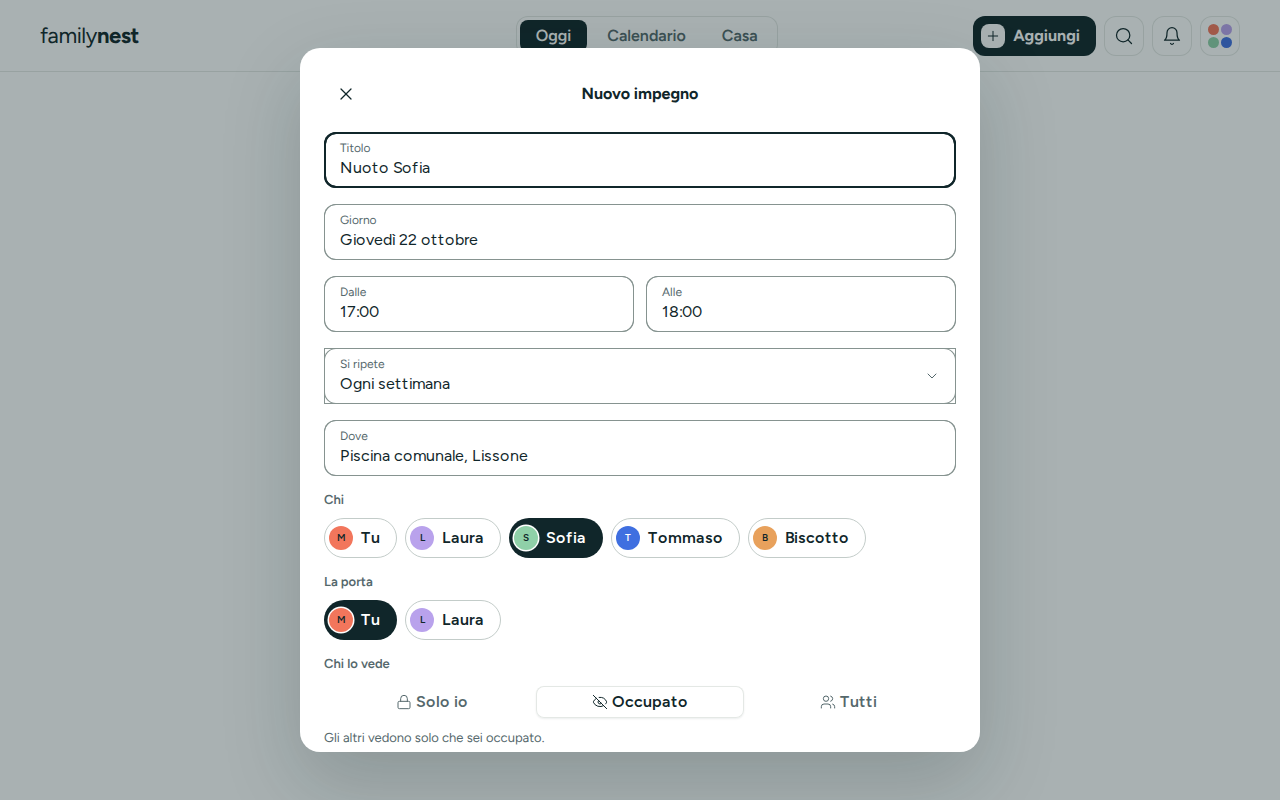 familynest
Oggi
Calendario
Casa
Aggiungi
Nuovo impegno
Titolo
Nuoto Sofia
Giorno
Giovedì 22 ottobre
Dalle
17:00
Alle
18:00
Si ripete
Ogni settimana
Dove
Piscina comunale, Lissone
Chi
M Tu
L Laura
S Sofia
T Tommaso
B Biscotto
La porta
M Tu
L Laura
Chi lo vede
Solo io
Occupato
Tutti
Gli altri vedono solo che sei occupato.